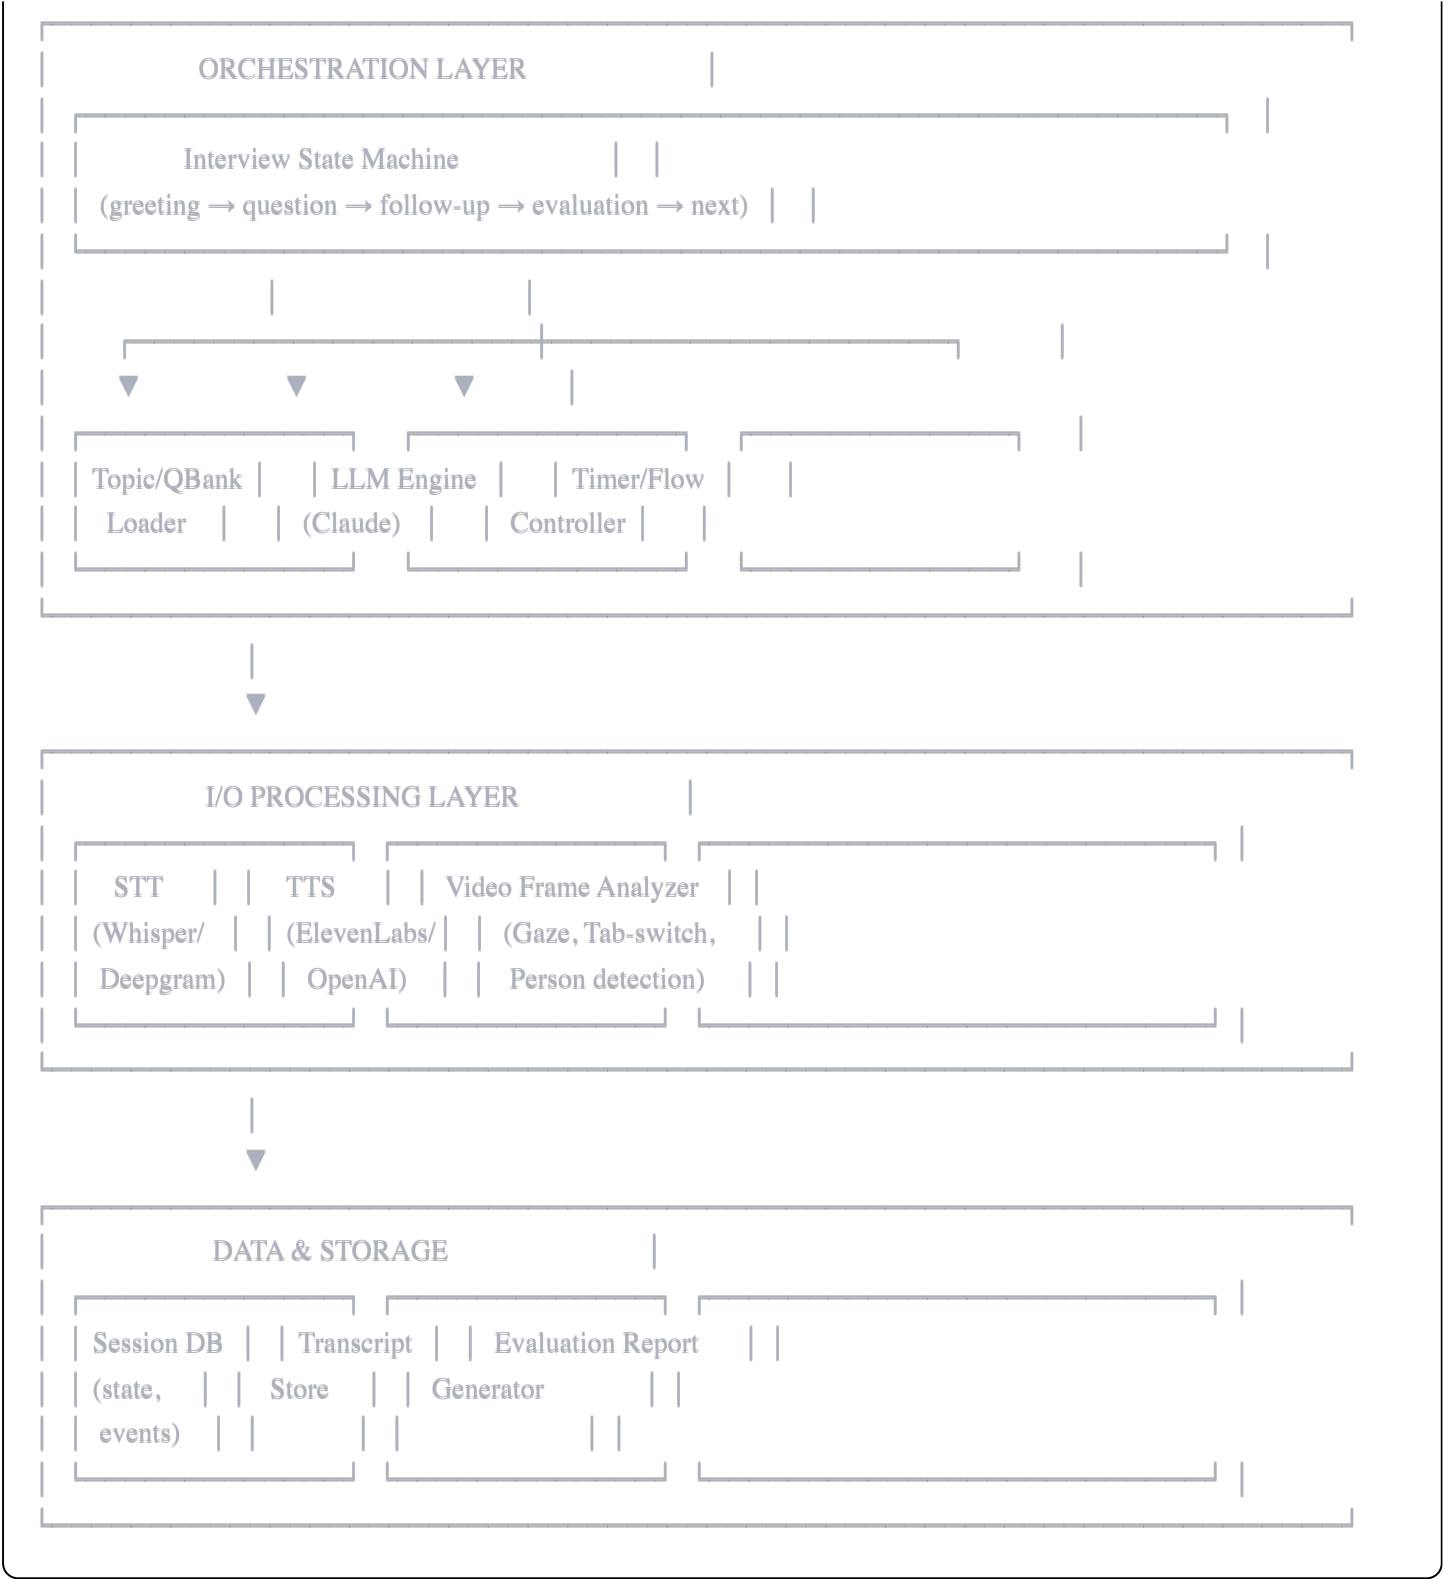 ORCHESTRATION LAYER
Interview State Machine
(greeting → question → follow-up → evaluation → next)
Topic/QBank LLM Engine Timer/Flow
Loader (Claude) Controller
I/O PROCESSING LAYER
STT TTS Video Frame Analyzer
(Whisper/ (ElevenLabs/ (Gaze, Tab-switch,
Deepgram) OpenAI) Person detection)
DATA & STORAGE
Session DB Transcript Evaluation Report
(state, Store Generator
events)